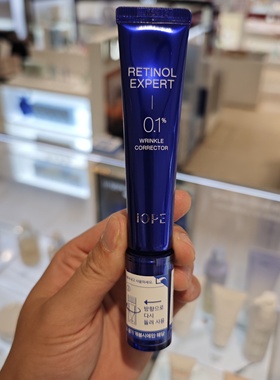 RETINOL
EXPERT
0.1%
WRINKLE
CORRECTOR
IOPE
방향으로
다시
돌려 사용